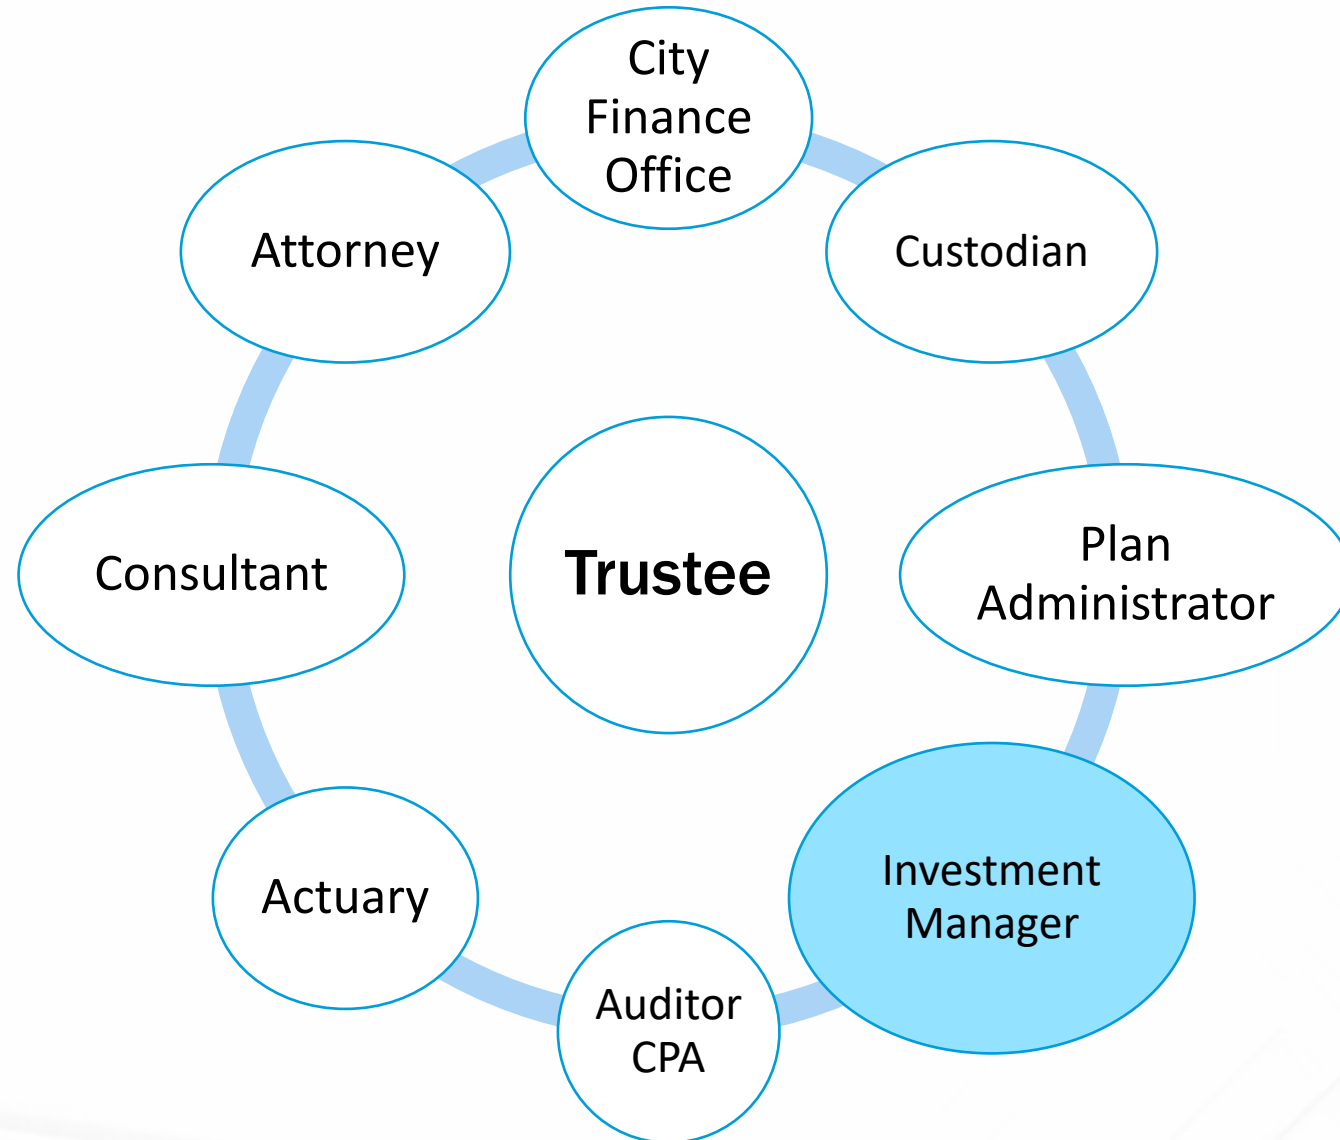 City
Finance
Office
Attorney
Custodian
Consultant
Trustee
Plan
Administrator
Actuary
Investment
Manager
Auditor
CPA